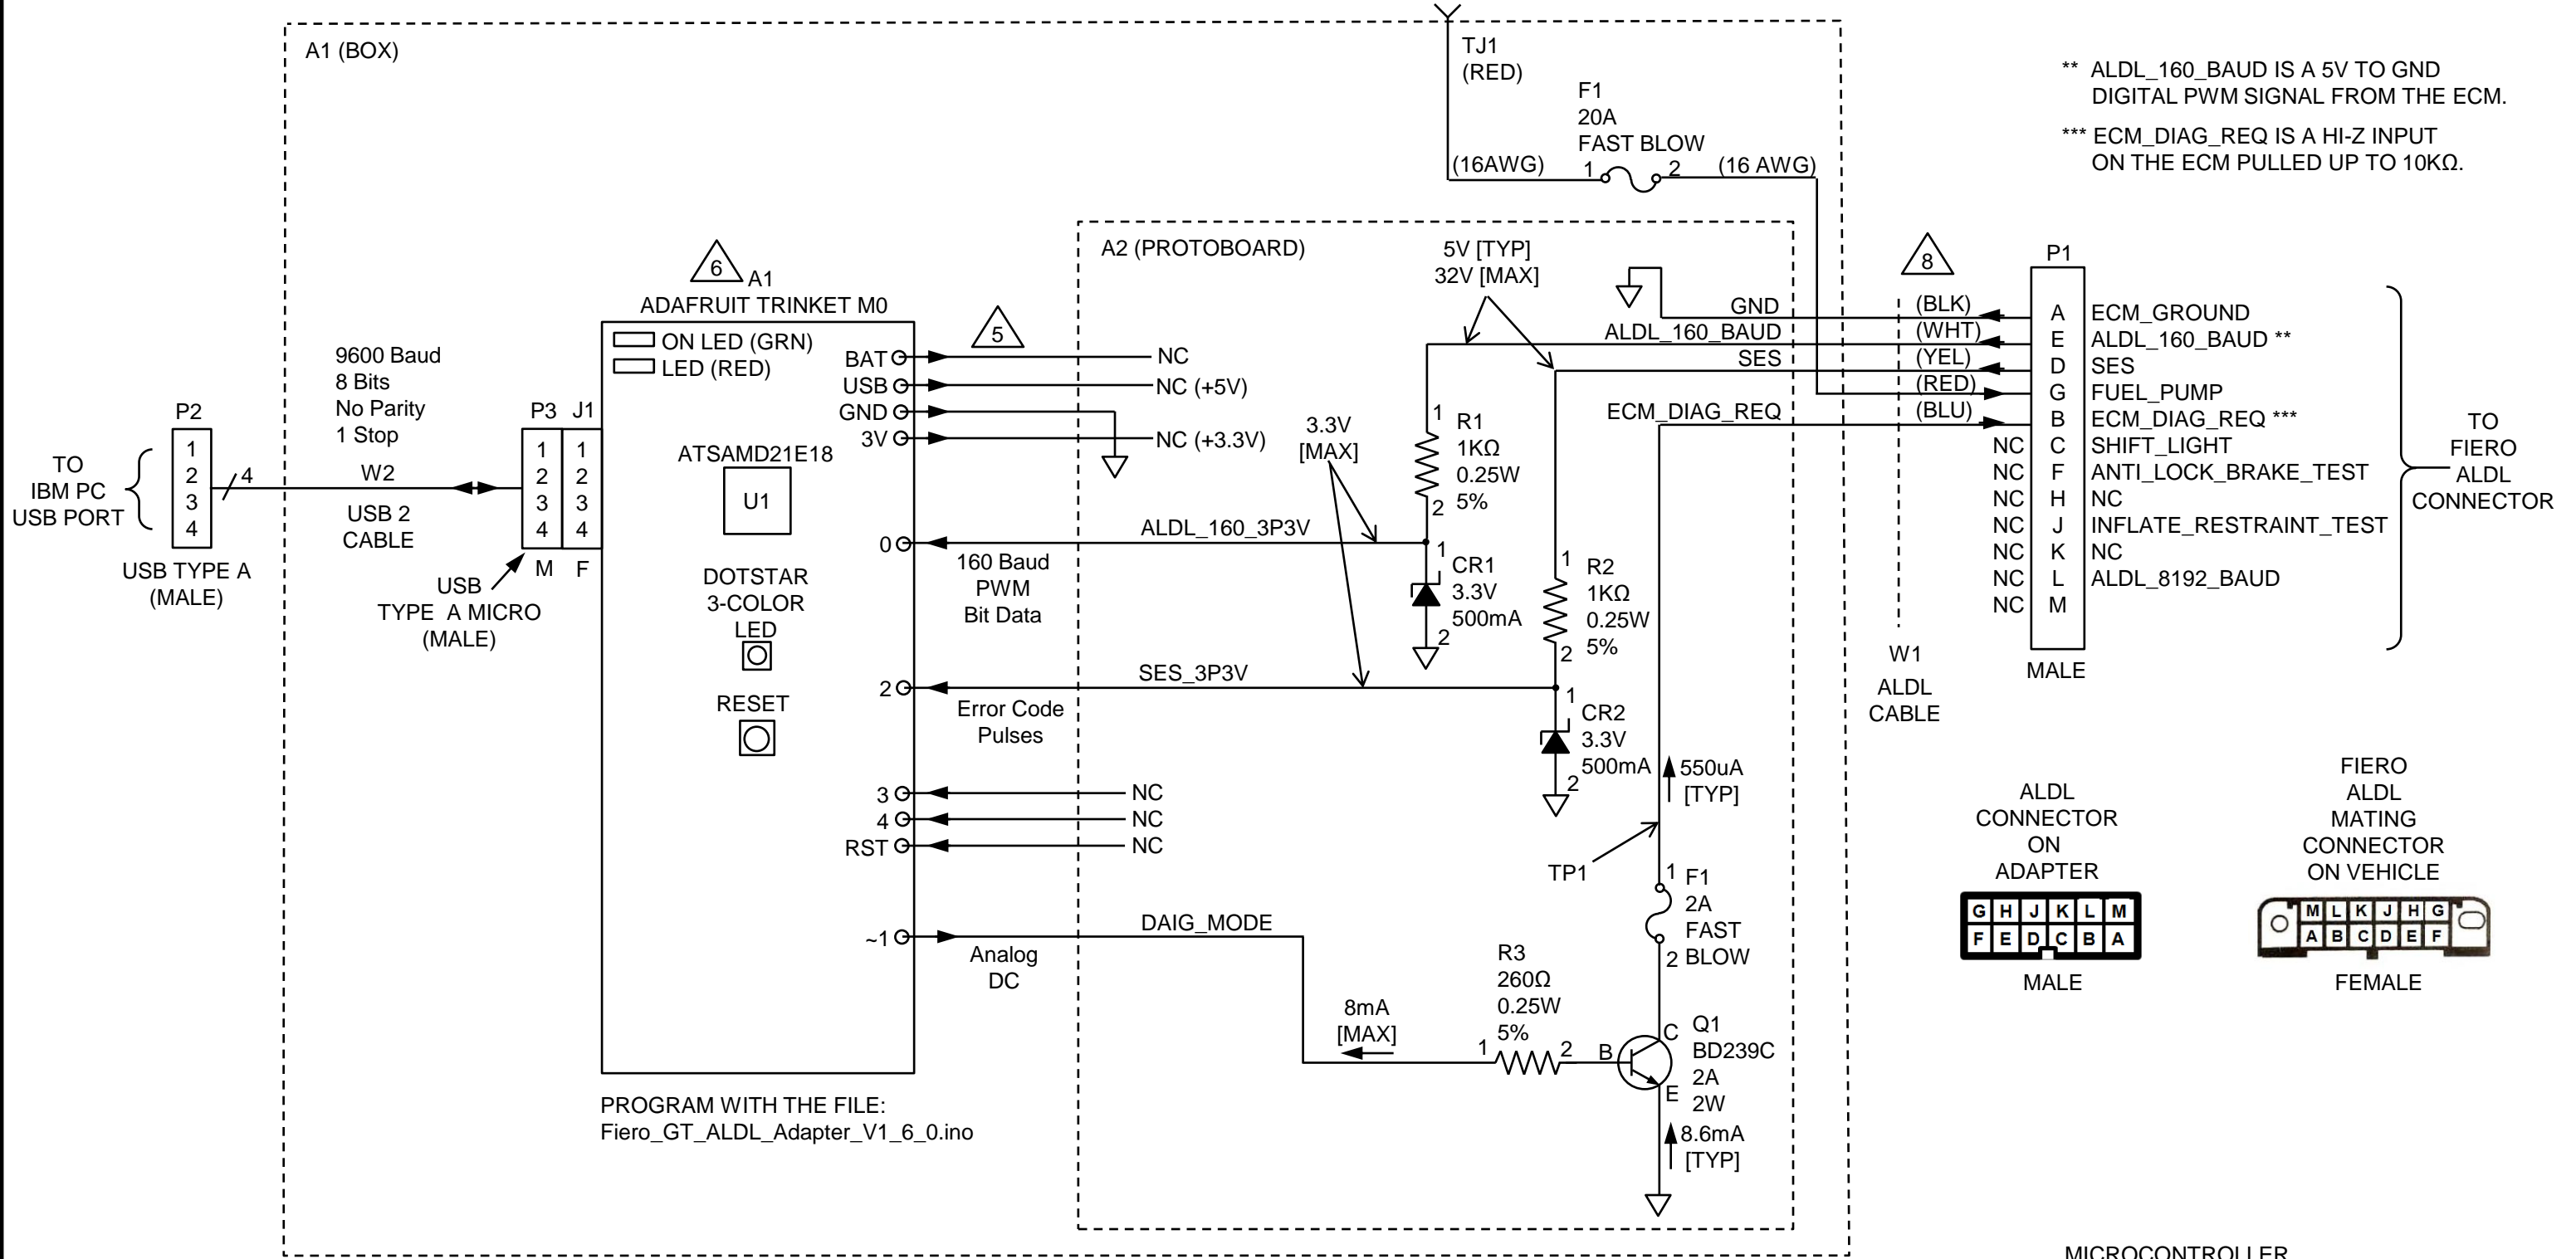 A1 (BOX)
TJ1
(RED)
F1
20A
FAST BLOW
(16AWG)
1
2
(16 AWG)
** ALDL_160_BAUD IS A 5V TO GND
DIGITAL PWM SIGNAL FROM THE ECM.
*** ECM_DIAG_REQ IS A HI-Z INPUT
ON THE ECM PULLED UP TO 10KΩ.
A2 (PROTOBOARD)
5V [TYP]
32V [MAX]
6
A1
ADAFRUIT TRINKET M0
ON LED (GRN)
LED (RED)
ATSAMD21E18
U1
DOTSTAR
3-COLOR
LED
RESET
BAT
USB
GND
3V
0
2
3
4
RST
~1
5
NC
NC (+5V)
NC (+3.3V)
9600 Baud
8 Bits
No Parity
1 Stop
W2
USB 2
CABLE
4
P2
1
2
3
4
TO
IBM PC
USB PORT
USB TYPE A
(MALE)
P3
J1
1 1
2 2
3 3
4 4
M F
USB
TYPE A MICRO
(MALE)
3.3V
[MAX]
ALDL_160_3P3V
160 Baud
PWM
Bit Data
SES_3P3V
Error Code
Pulses
NC
NC
NC
DAIG_MODE
Analog
DC
PROGRAM WITH THE FILE:
Fiero_GT_ALDL_Adapter_V1_6_0.ino
GND
ALDL_160_BAUD
SES
ECM_DIAG_REQ
1
R1
1KΩ
0.25W
5%
2
1
CR1
3.3V
500mA
2
1
R2
1KΩ
0.25W
5%
2
1
CR2
3.3V
500mA
2
550uA
[TYP]
TP1
1
F1
2A
FAST
BLOW
2
R3
260Ω
0.25W
5%
1
2
8mA
[MAX]
B
C
E
Q1
BD239C
2A
2W
8.6mA
[TYP]
8
(BLK)
(WHT)
(YEL)
(RED)
(BLU)
W1
ALDL
CABLE
P1
A ECM_GROUND
E ALDL_160_BAUD **
D SES
G FUEL_PUMP
B ECM_DIAG_REQ ***
NC C SHIFT_LIGHT
NC F ANTI_LOCK_BRAKE_TEST
NC H NC
NC J INFLATE_RESTRAINT_TEST
NC K NC
NC L ALDL_8192_BAUD
NC M
MALE
TO
FIERO
ALDL
CONNECTOR
ALDL
CONNECTOR
ON
ADAPTER
G H J K L M
F E D C B A
MALE
FIERO
ALDL
MATING
CONNECTOR
ON VEHICLE
M L K J H G
A B C D E F
FEMALE
MICROCONTROLLER